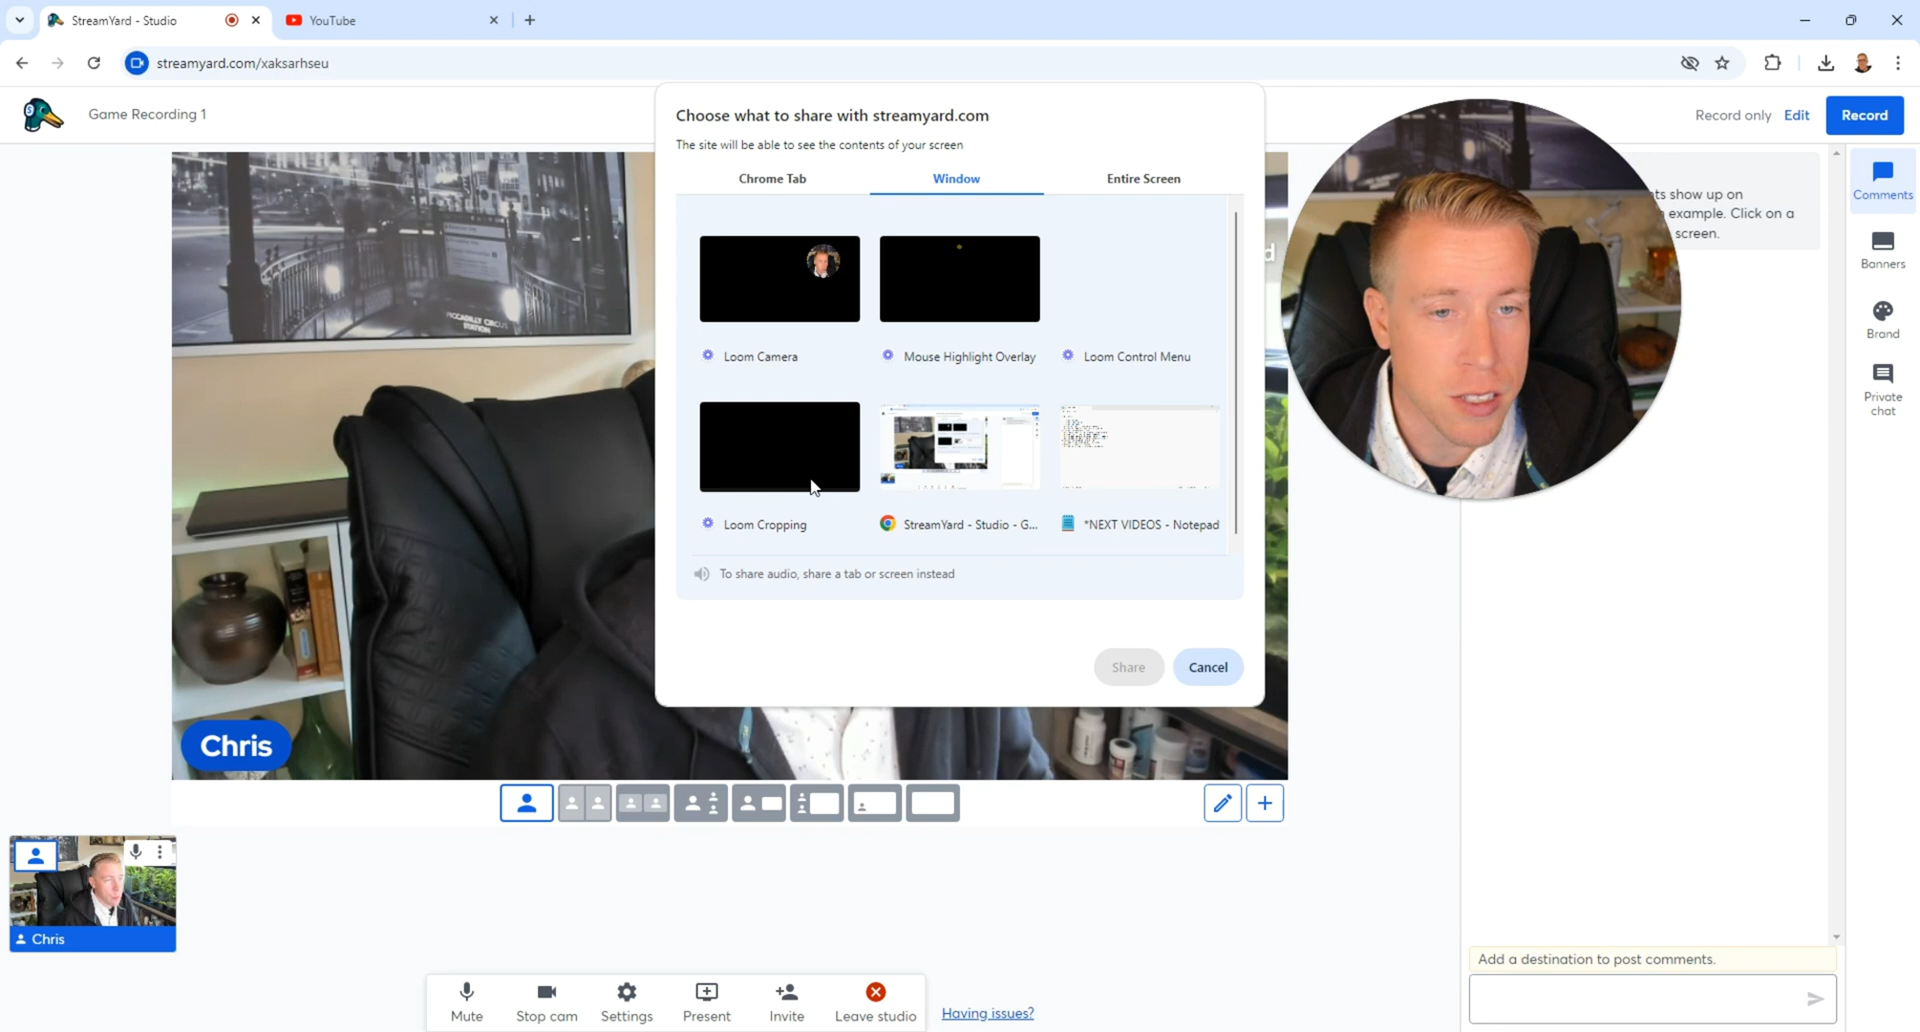 StreamYard - Studio
YouTube
streamyard.com/xaksarhseu
Game Recording 1
Record only
Edit
Record
Choose what to share with streamyard.com
The site will be able to see the contents of your screen
Chrome Tab
Window
Entire Screen
Loom Camera
Mouse Highlight Overlay
Loom Control Menu
Loom Cropping
StreamYard - Studio - G...
*NEXT VIDEOS - Notepad
To share audio, share a tab or screen instead
Share
Cancel
PICCADILLY CIRCUS
STATION
Chris
ts show up on
example. Click on a
screen.
Comments
Banners
Brand
Private
chat
Chris
Add a destination to post comments.
Mute
Stop cam
Settings
Present
Invite
Leave studio
Having issues?